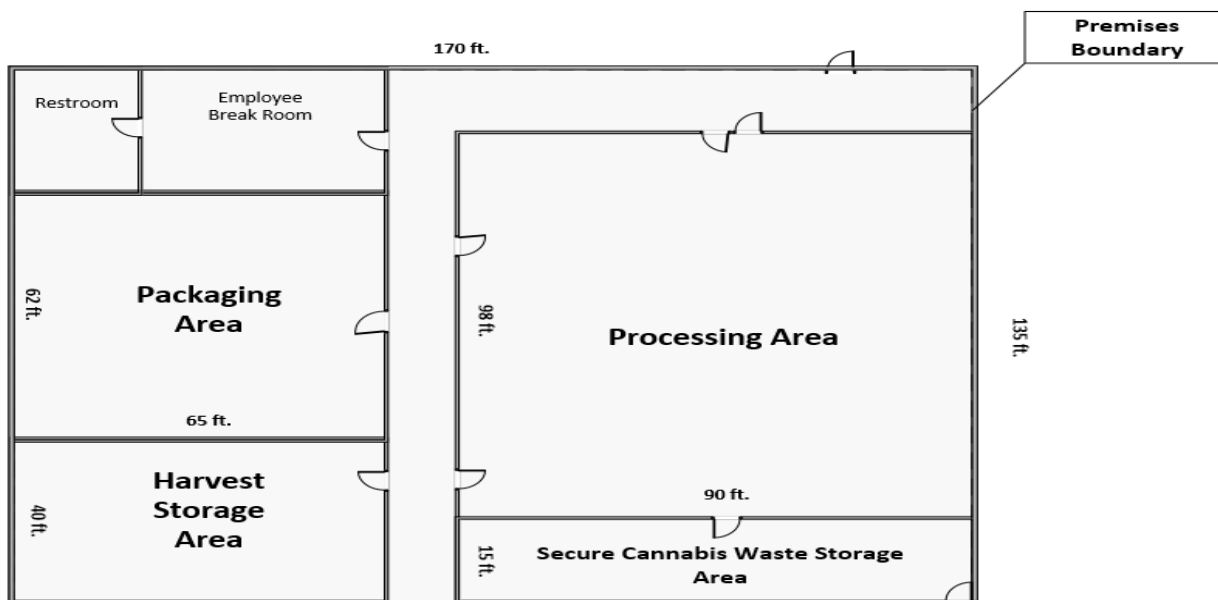 Premises
Boundary
170 ft.
Restroom
Employee
Break Room
Packaging
Area
62 ft.
65 ft.
98 ft.
Processing Area
135 ft.
90 ft.
Harvest
Storage
Area
40 ft.
15 ft.
Secure Cannabis Waste Storage
Area